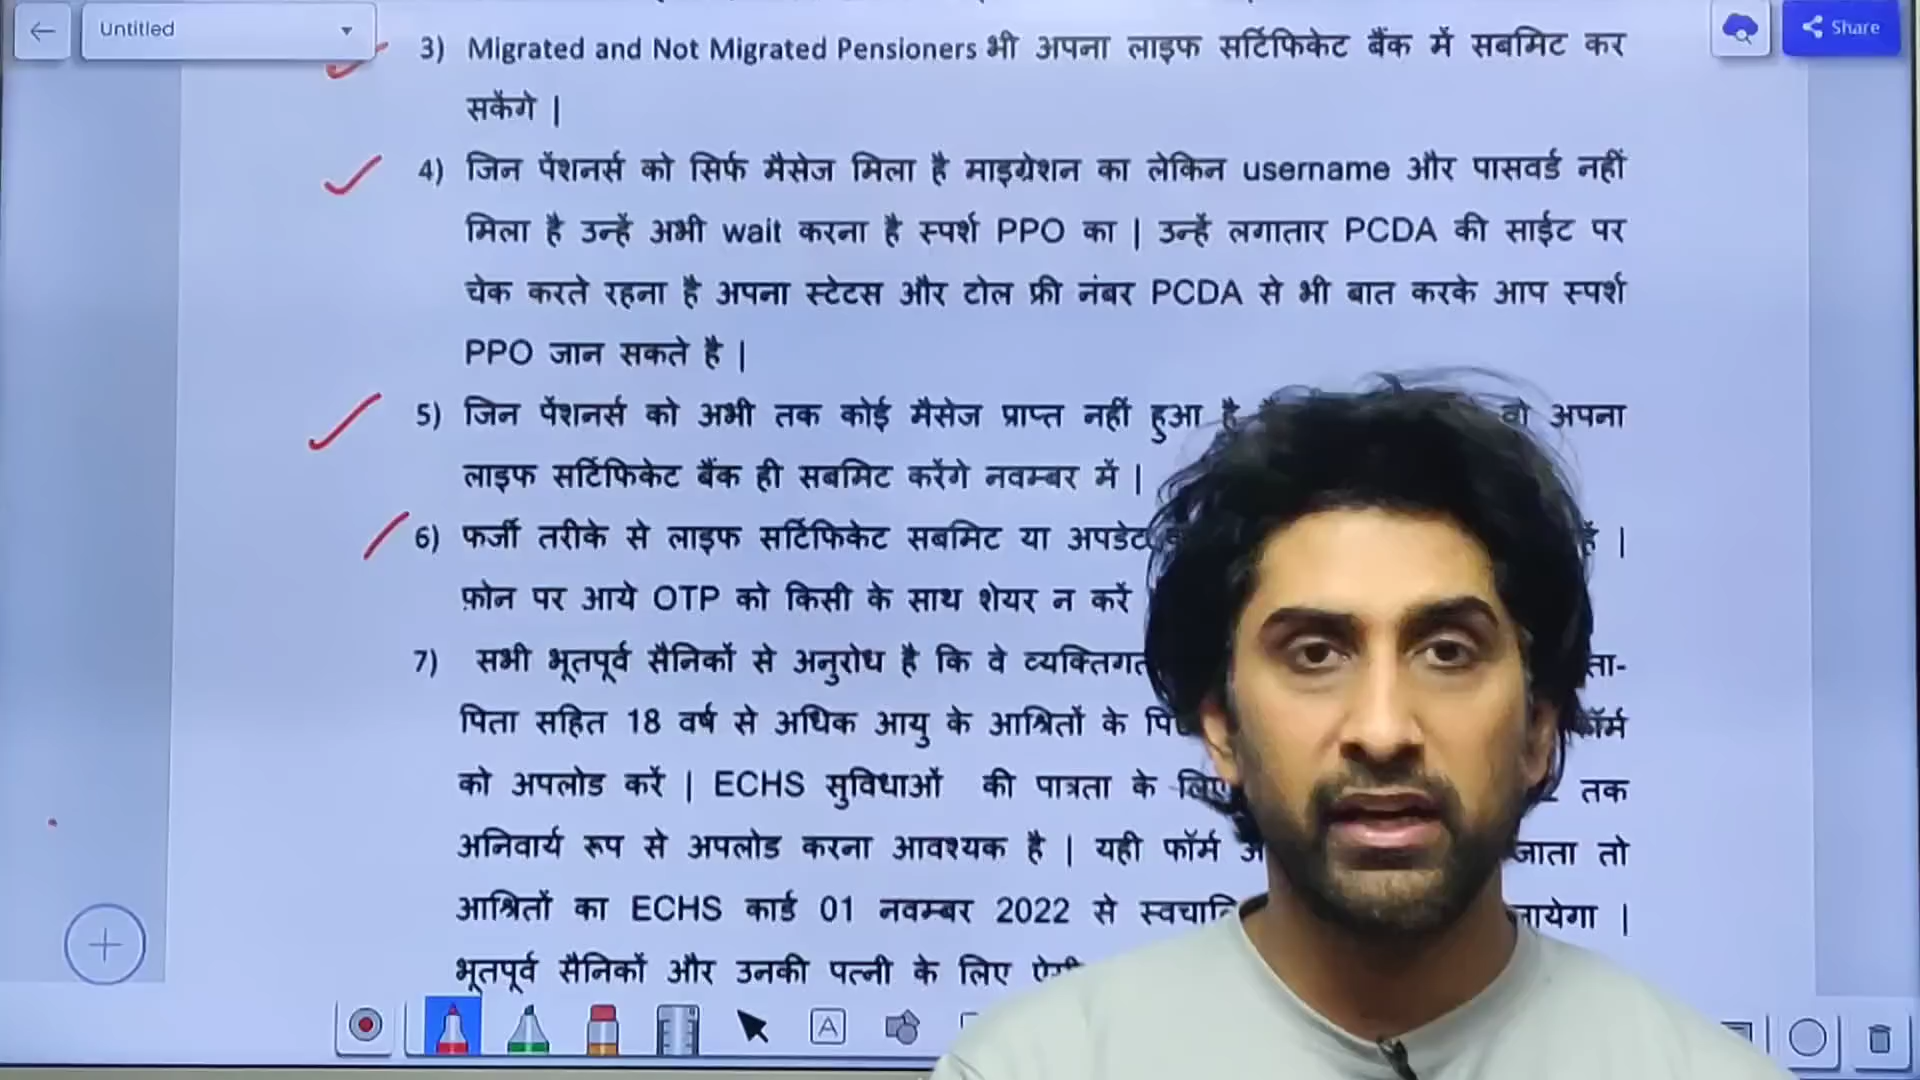 Untitled
Share
3) Migrated and Not Migrated Pensioners भी अपना लाइफ सर्टिफिकेट बैंक में सबमिट कर
सकेंगे |
4) जिन पेंशनर्स को सिर्फ मैसेज मिला है माइग्रेशन का लेकिन username और पासवर्ड नहीं
मिला है उन्हें अभी wait करना है स्पर्श PPO का | उन्हें लगातार PCDA की साईट पर
चेक करते रहना है अपना स्टेटस और टोल फ्री नंबर PCDA से भी बात करके आप स्पर्श
PPO जान सकते है |
5) जिन पेंशनर्स को अभी तक कोई मैसेज प्राप्त नहीं हुआ है वो अपना
लाइफ सर्टिफिकेट बैंक ही सबमिट करेंगे नवम्बर में |
6) फर्जी तरीके से लाइफ सर्टिफिकेट सबमिट या अपडेट |
फ़ोन पर आये OTP को किसी के साथ शेयर न करें
7) सभी भूतपूर्व सैनिकों से अनुरोध है कि वे व्यक्तिगत
पिता सहित 18 वर्ष से अधिक आयु के आश्रितों के
को अपलोड करें | ECHS सुविधाओं की पात्रता के लिए तक
अनिवार्य रूप से अपलोड करना आवश्यक है | यही फॉर्म जाता तो
आश्रितों का ECHS कार्ड 01 नवम्बर 2022 से |
भूतपूर्व सैनिकों और उनकी पत्नी के लिए
A